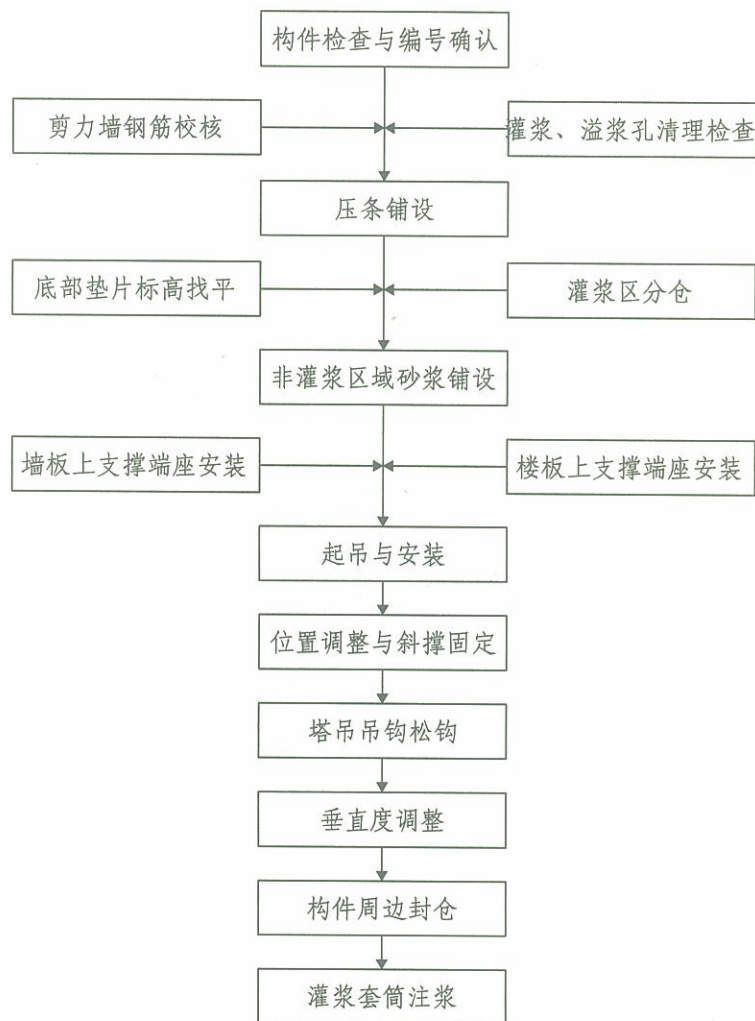 构件检查与编号确认
剪力墙钢筋校核
灌浆、溢浆孔清理检查
压条铺设
底部垫片标高找平
灌浆区分仓
非灌浆区域砂浆铺设
墙板上支撑端座安装
楼板上支撑端座安装
起吊与安装
位置调整与斜撑固定
塔吊吊钩松钩
垂直度调整
构件周边封仓
灌浆套筒注浆